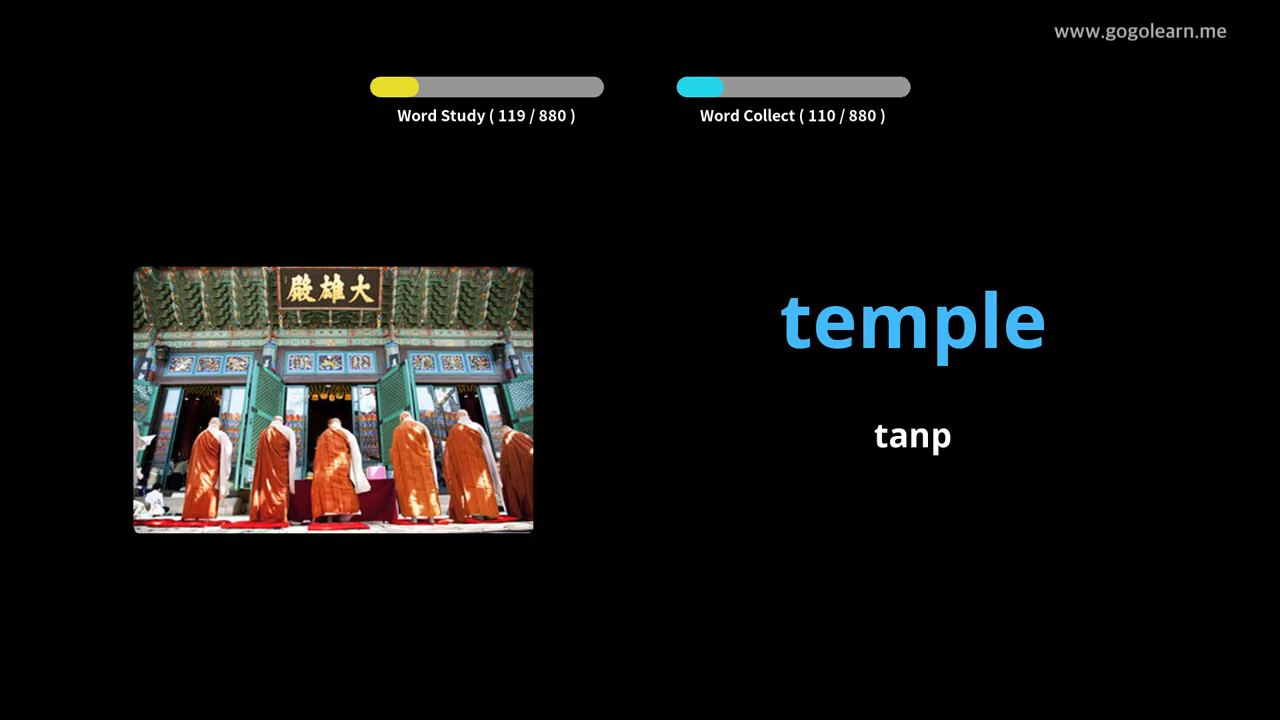 www.gogolearn.me
Word Study ( 119 / 880 )
Word Collect ( 110 / 880 )
殿雄大
temple
tanp